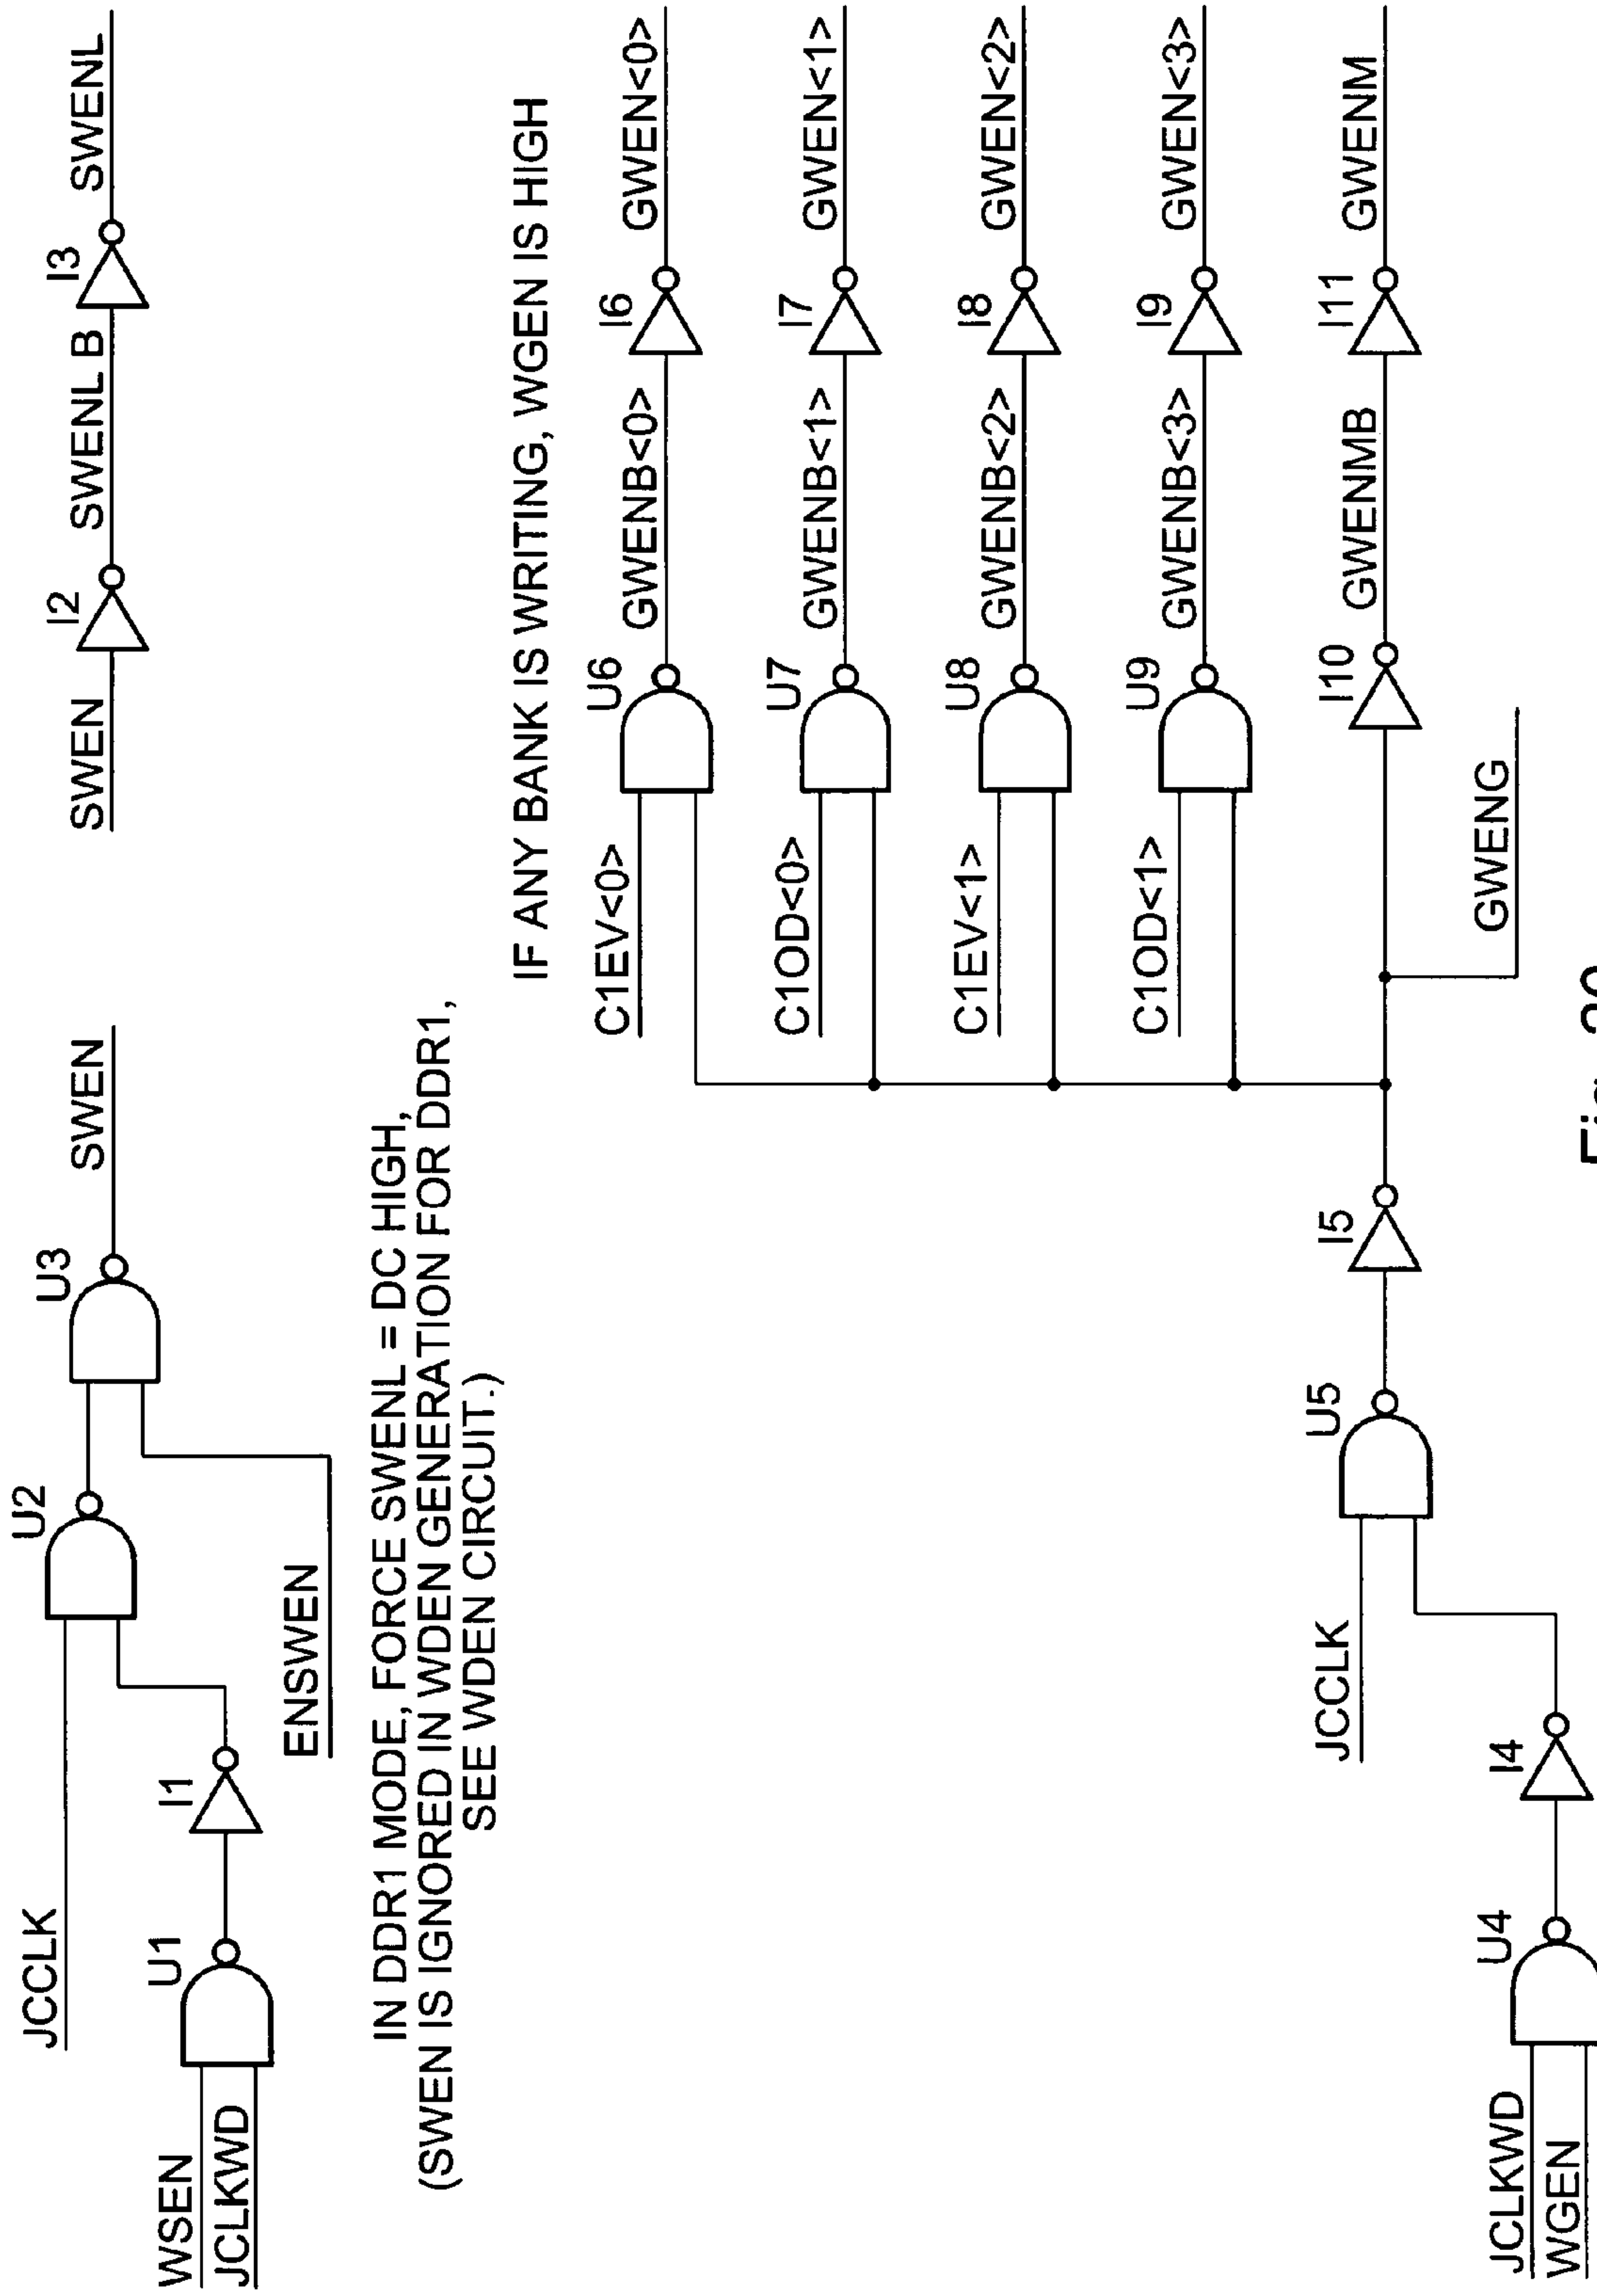 WSEN
JCLKWD
U1
I1
JCCLK
U2
ENSWEN
U3
SWEN
SWEN
I2
SWENL B
I3
SWENL
IN DDR1 MODE, FORCE SWENL = DC HIGH,
(SWEN IS IGNORED IN WDEN GENERATION FOR DDR1,
SEE WDEN CIRCUIT.)
IF ANY BANK IS WRITING, WGEN IS HIGH
C1EV<0>
U6
GWENB<0>
I6
GWEN<0>
C1OD<0>
U7
GWENB<1>
I7
GWEN<1>
C1EV<1>
U8
GWENB<2>
I8
GWEN<2>
C1OD<1>
U9
GWENB<3>
I9
GWEN<3>
JCCLK
U5
I5
I10
GWENMB
I11
GWENM
GWENG
JCLKWD
WGEN
U4
I4